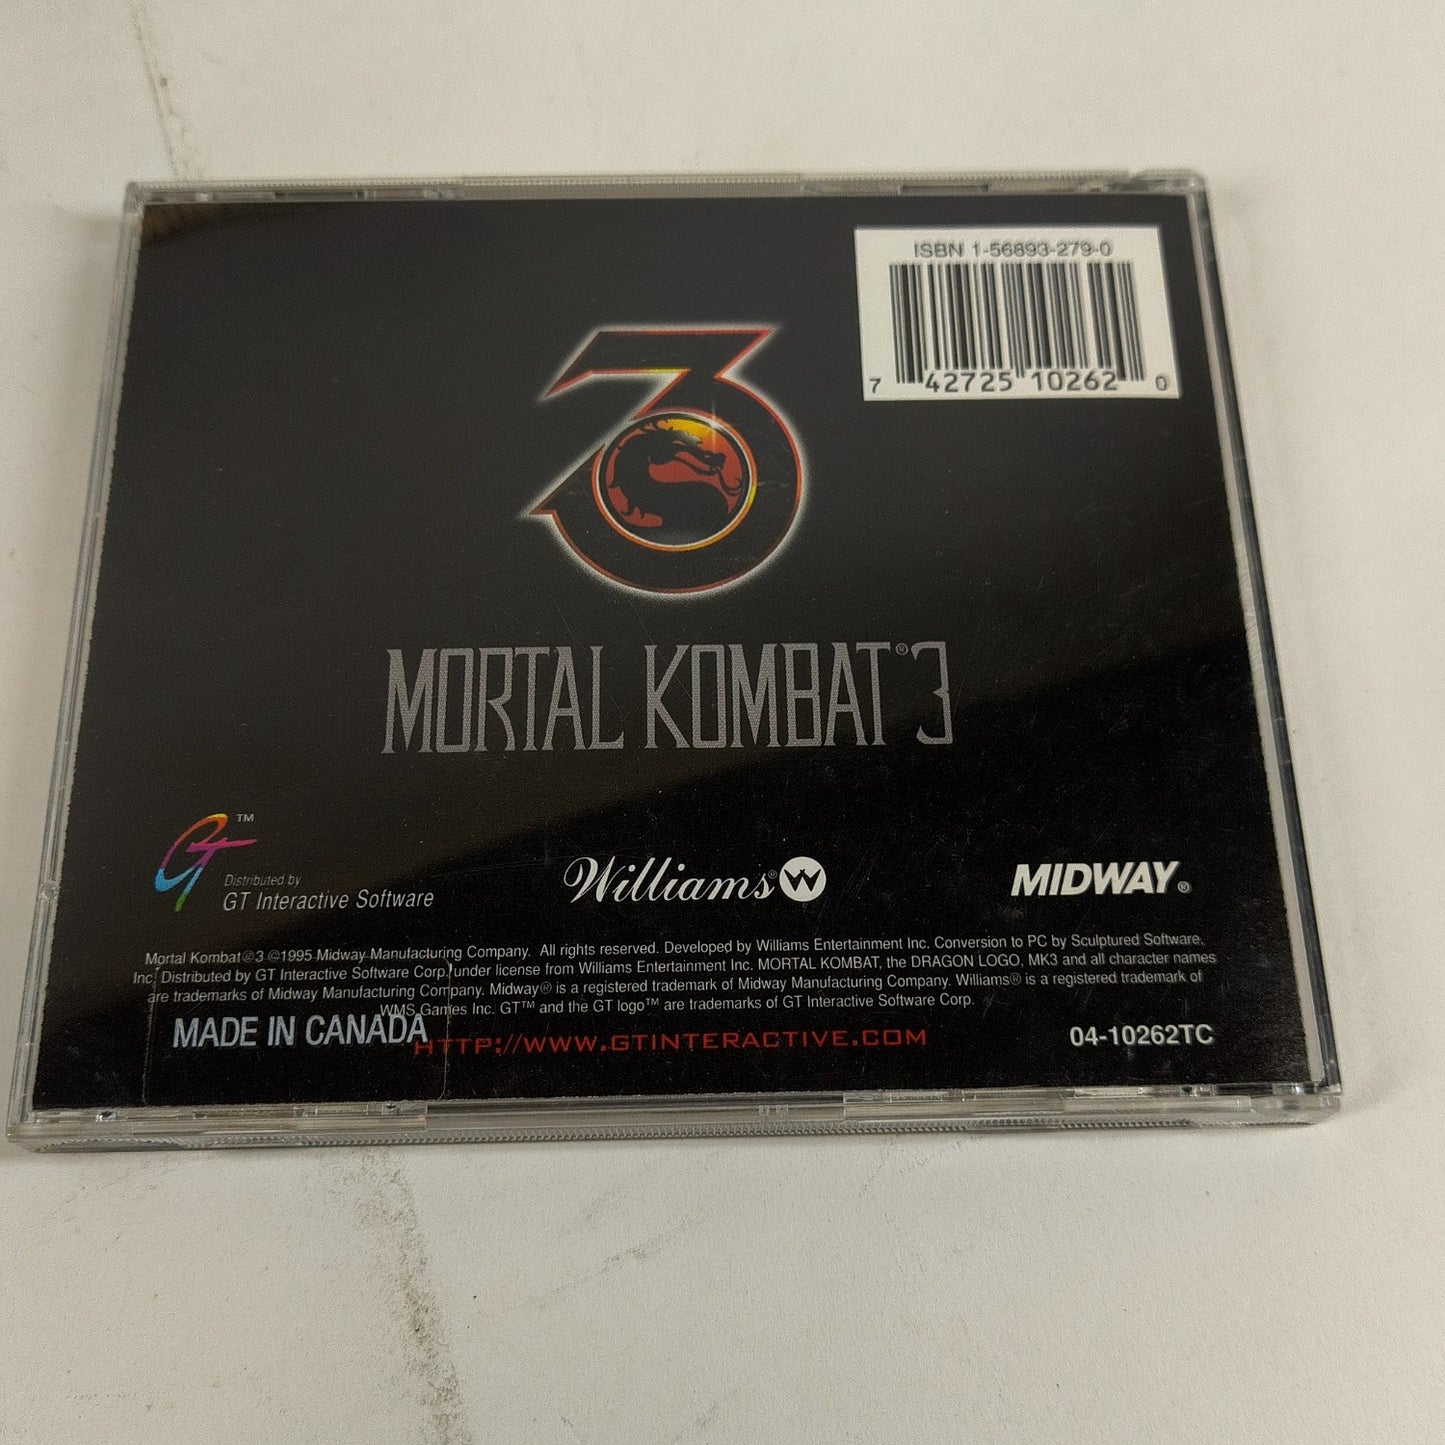 ISBN 1-56893-279-0
7 42725 10262 0
3
MORTAL KOMBAT® 3
GT™
Distributed by
GT Interactive Software
Williams® W
MIDWAY®
Mortal Kombat®3 ©1995 Midway Manufacturing Company. All rights reserved. Developed by Williams Entertainment Inc. Conversion to PC by Sculptured Software,
Inc. Distributed by GT Interactive Software Corp. under license from Williams Entertainment Inc. MORTAL KOMBAT, the DRAGON LOGO, MK3 and all character names
are trademarks of Midway Manufacturing Company. Midway® is a registered trademark of Midway Manufacturing Company. Williams® is a registered trademark of
WMS Games Inc. GT™ and the GT logo™ are trademarks of GT Interactive Software Corp.
MADE IN CANADA
HTTP://WWW.GTINTERACTIVE.COM
04-10262TC